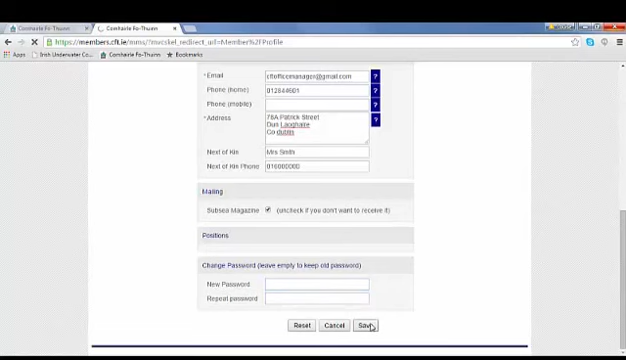 Comhairle Fo-Thuinn
Comhairle Fo-Thuinn
https://members.cft.ie/mms/?mvcskel_redirect_url=Member%2FProfile
Apps
Irish Underwater Co...
Comhairle Fo-Thuinn
Bookmarks
*Email
cftofficemanager@gmail.com
?
Phone (home)
012844601
?
Phone (mobile)
?
*Address
78A Patrick Street
Dun Laoghaire
Co dublin
?
Next of Kin
Mrs Smith
Next of Kin Phone
016000000
Mailing
Subsea Magazine
(uncheck if you don't want to receive it)
Positions
Change Password (leave empty to keep old password)
New Password
Repeat password
Reset
Cancel
Save